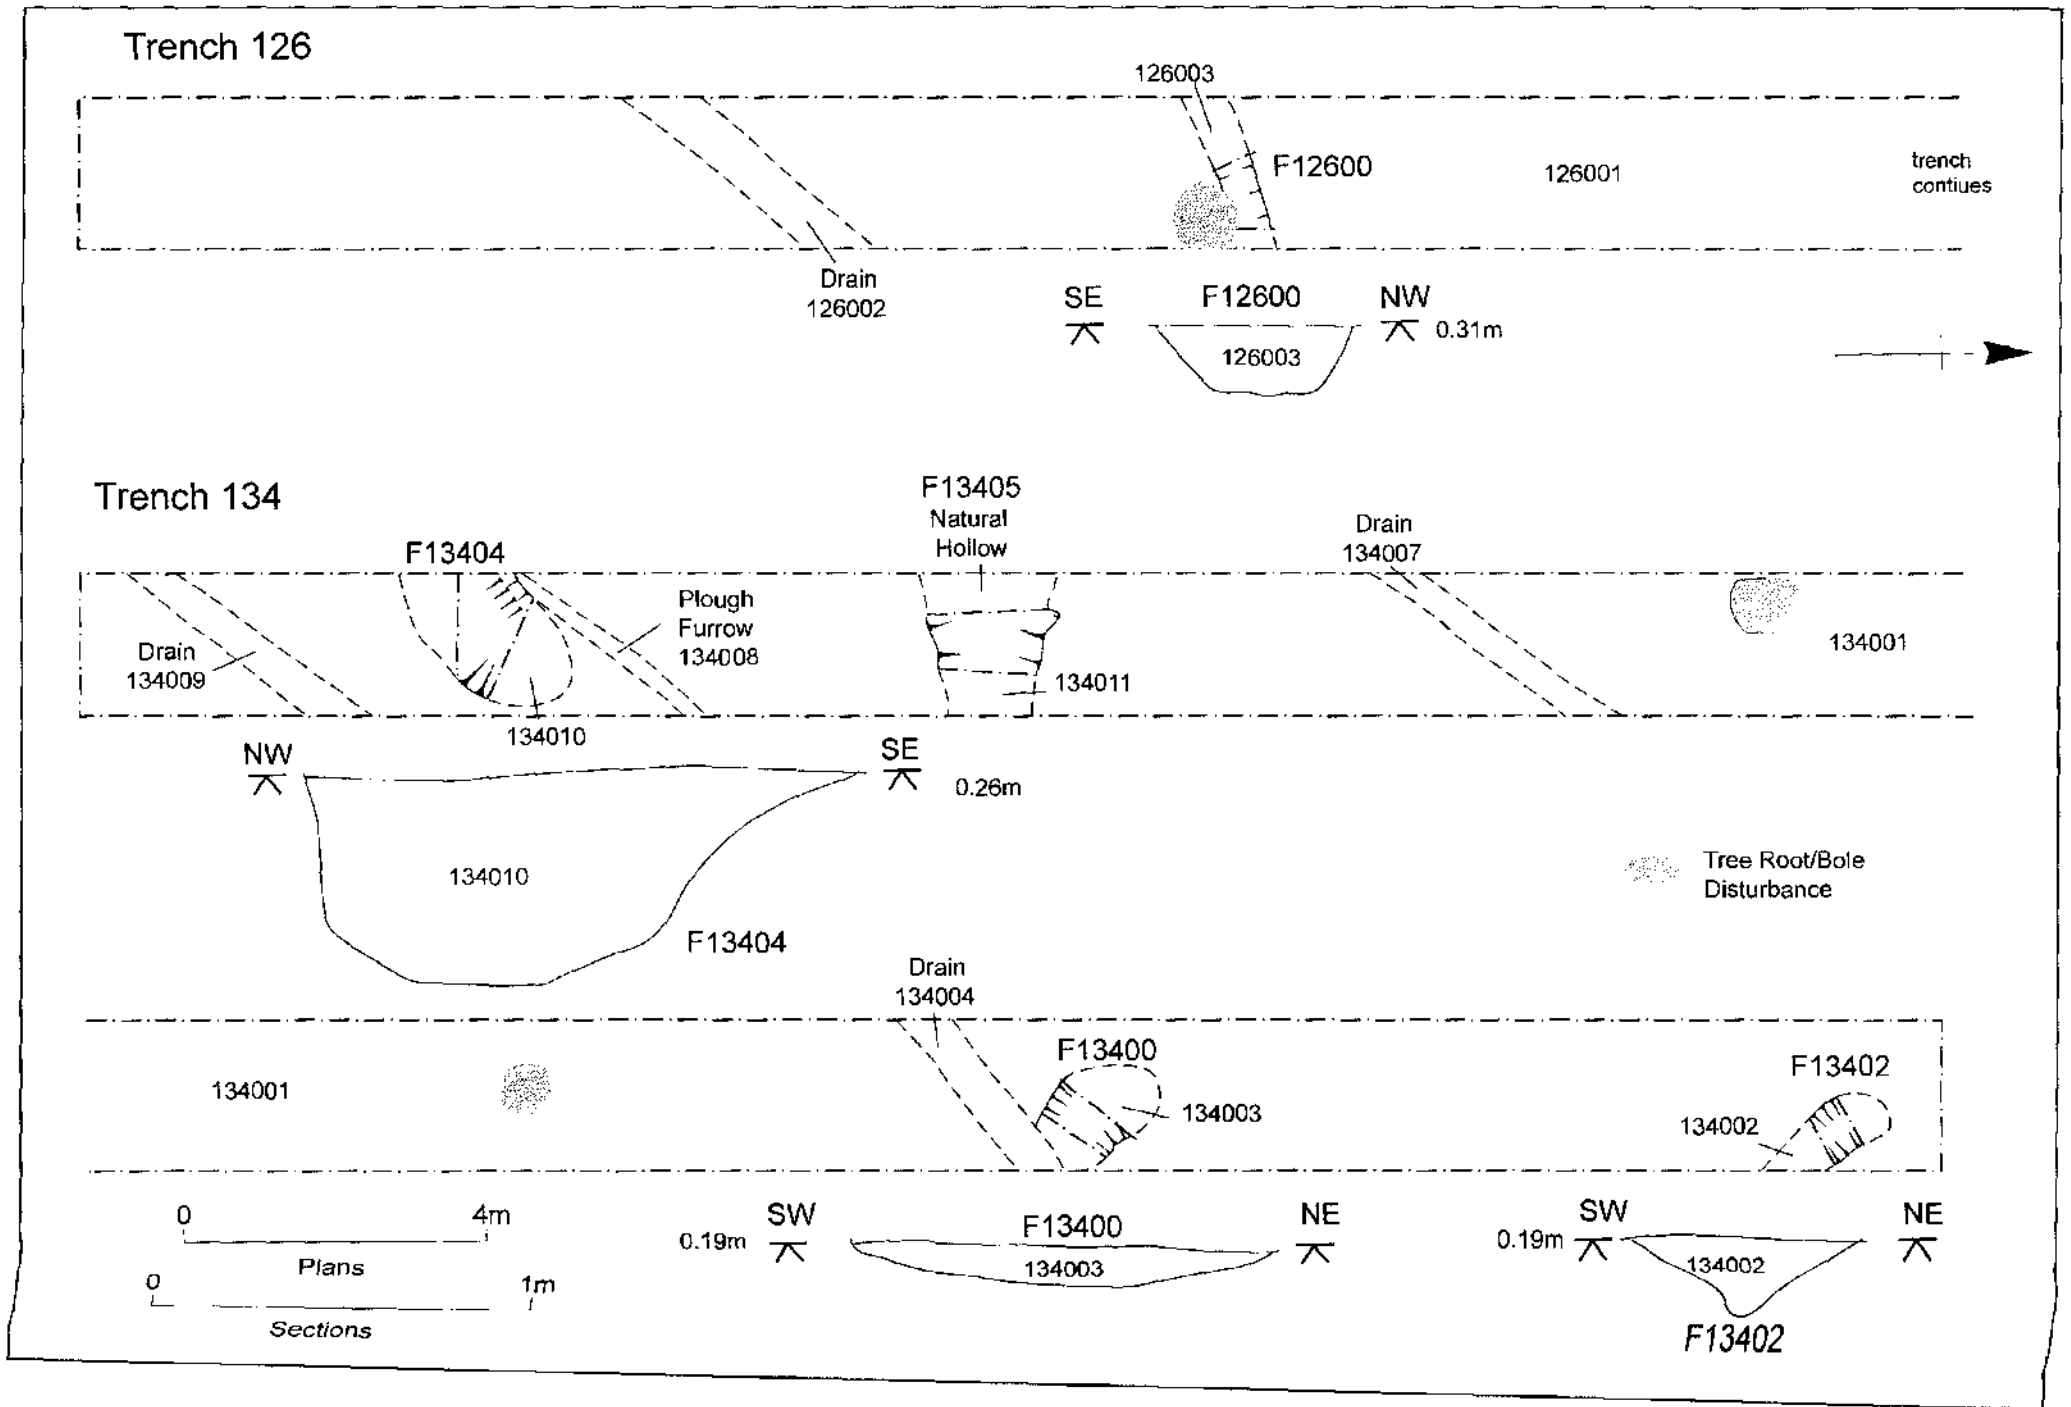 Trench 126
126003
F12600
126001
trench
contiues
Drain
126002
SE
F12600
NW
0.31m
126003
Trench 134
F13404
F13405
Natural
Hollow
Drain
134007
Plough
Furrow
134008
Drain
134009
134001
134011
134010
NW
SE
0.26m
134010
F13404
Tree Root/Bole
Disturbance
Drain
134004
F13400
F13402
134001
134003
134002
0
4m
Plans
0
1m
Sections
0.19m
SW
F13400
NE
134003
0.19m
SW
NE
134002
F13402